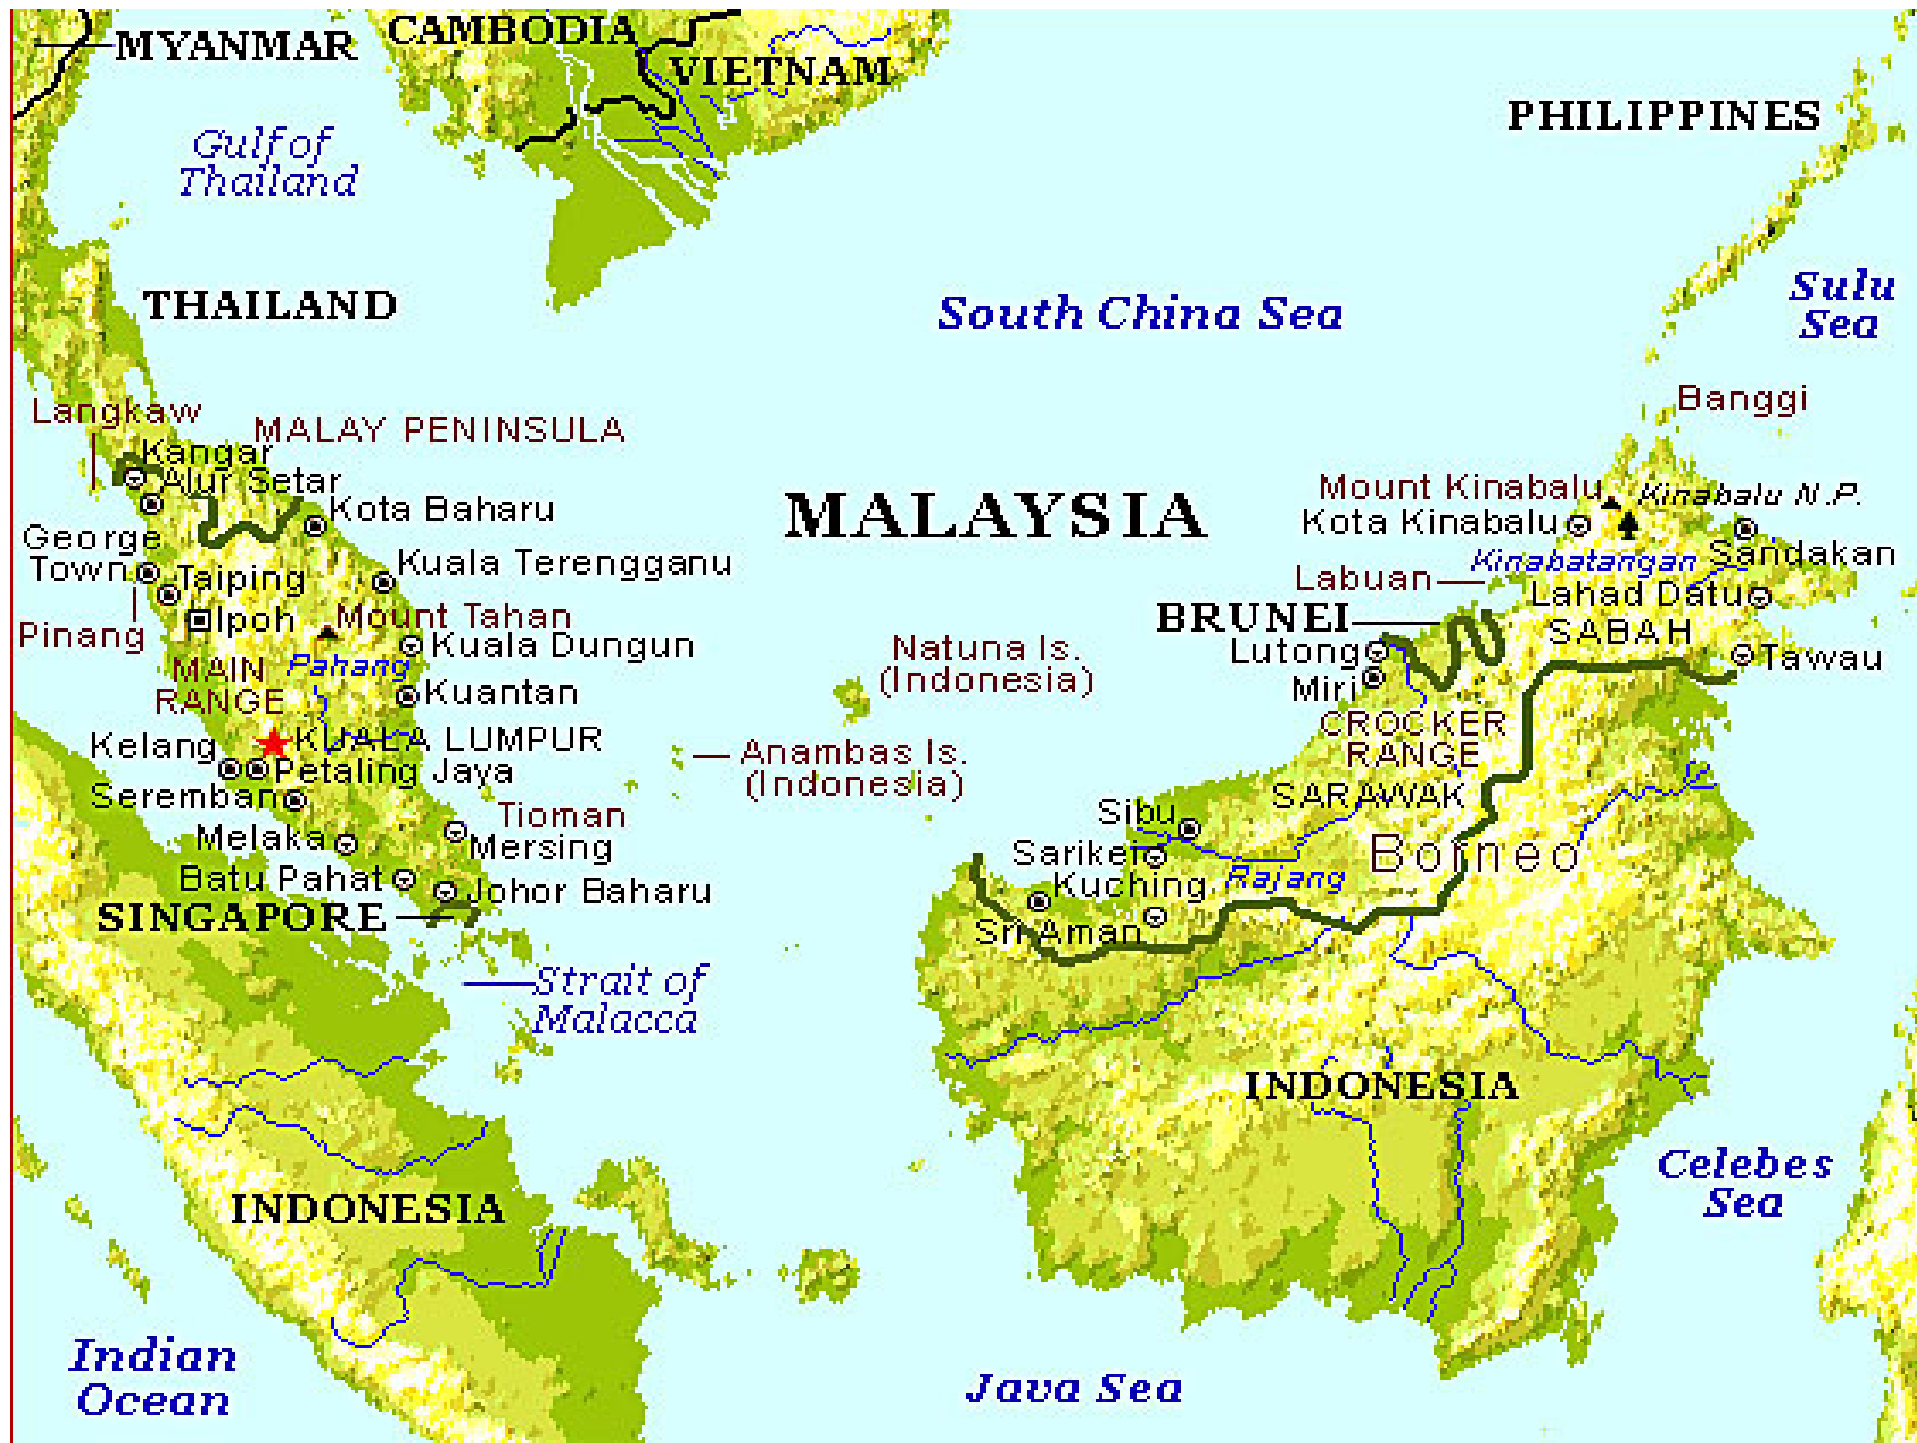 MYANMAR
CAMBODIA
VIETNAM
PHILIPPINES
Gulf of
Thailand
THAILAND
South China Sea
Sulu
Sea
Banggi
Langkaw
MALAY PENINSULA
Kangar
Alur Setar
Kota Baharu
George
Town
Kuala Terengganu
Taiping
Ipoh
Mount Tahan
Pinang
Kuala Dungun
MAIN
RANGE
Pahang
Kuantan
Kelang
KUALA LUMPUR
Petaling Jaya
Seremban
Tioman
Melaka
Mersing
Batu Pahat
Johor Baharu
SINGAPORE
Strait of
Malacca
MALAYSIA
Natuna Is.
(Indonesia)
Anambas Is.
(Indonesia)
Mount Kinabalu
Kinabalu N.P.
Kota Kinabalu
Kinabatangan
Sandakan
Labuan
Lahad Datu
BRUNEI
SABAH
Lutong
Tawau
Miri
CROCKER
RANGE
SARAWAK
Sibu
Borneo
Sarikei
Kuching
Rajang
Sri Aman
INDONESIA
INDONESIA
Celebes
Sea
Indian
Ocean
Java Sea